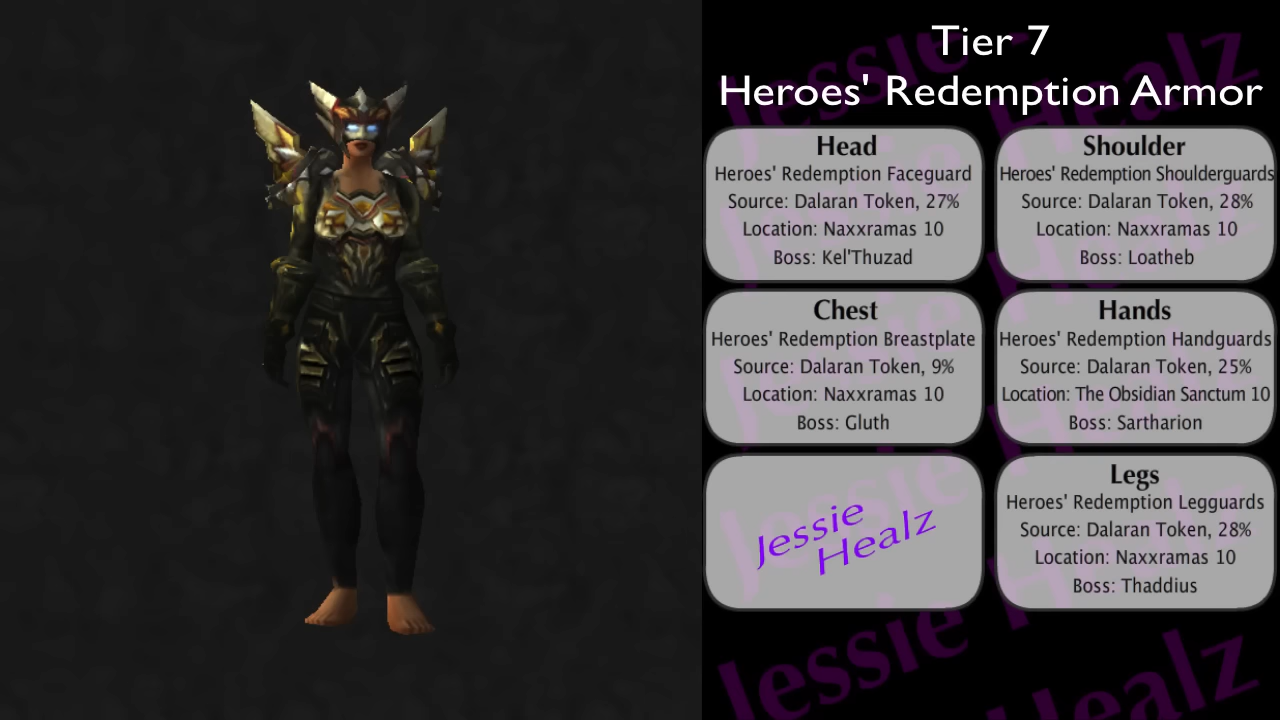 Tier 7
Heroes' Redemption Armor
Head
Heroes' Redemption Faceguard
Source: Dalaran Token, 27%
Location: Naxxramas 10
Boss: Kel'Thuzad
Shoulder
Heroes' Redemption Shoulderguards
Source: Dalaran Token, 28%
Location: Naxxramas 10
Boss: Loatheb
Chest
Heroes' Redemption Breastplate
Source: Dalaran Token, 9%
Location: Naxxramas 10
Boss: Gluth
Hands
Heroes' Redemption Handguards
Source: Dalaran Token, 25%
Location: The Obsidian Sanctum 10
Boss: Sartharion
Jessie
Healz
Legs
Heroes' Redemption Legguards
Source: Dalaran Token, 28%
Location: Naxxramas 10
Boss: Thaddius
Jessie
Healz